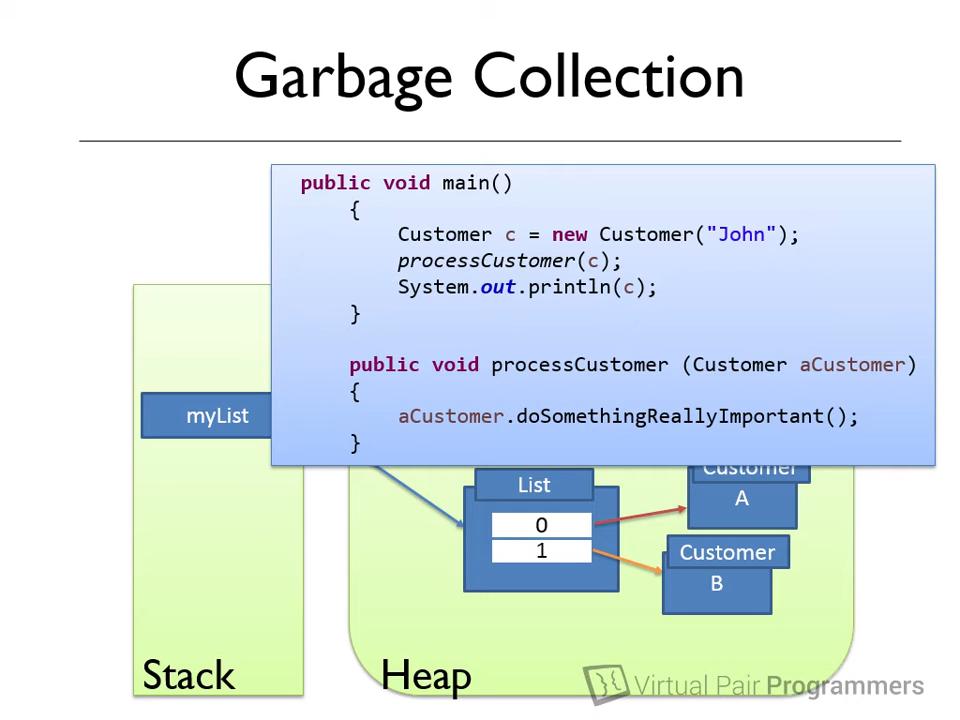 Garbage Collection
public void main()
{
Customer c = new Customer("John");
processCustomer(c);
System.out.println(c);
}
public void processCustomer (Customer aCustomer)
{
aCustomer.doSomethingReallyImportant();
}
myList
List
0
1
Customer
A
Customer
B
Stack
Heap
Virtual Pair Programmers